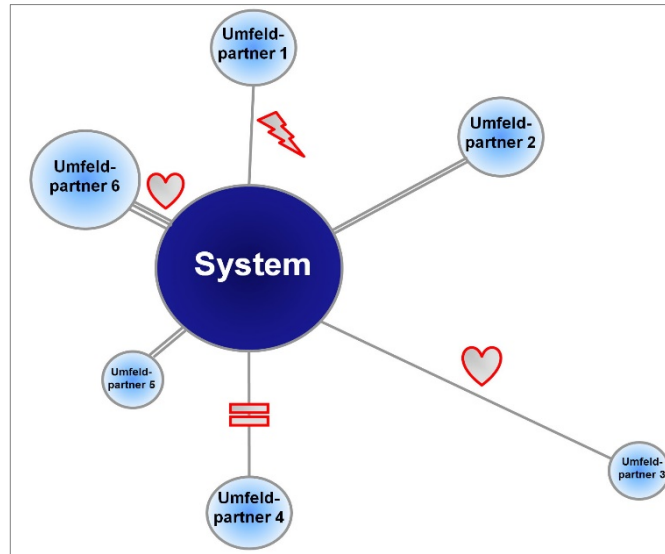 Umfeld-
partner 1
Umfeld-
partner 2
Umfeld-
partner 6
System
Umfeld-
partner 5
Umfeld-
partner 3
Umfeld-
partner 4